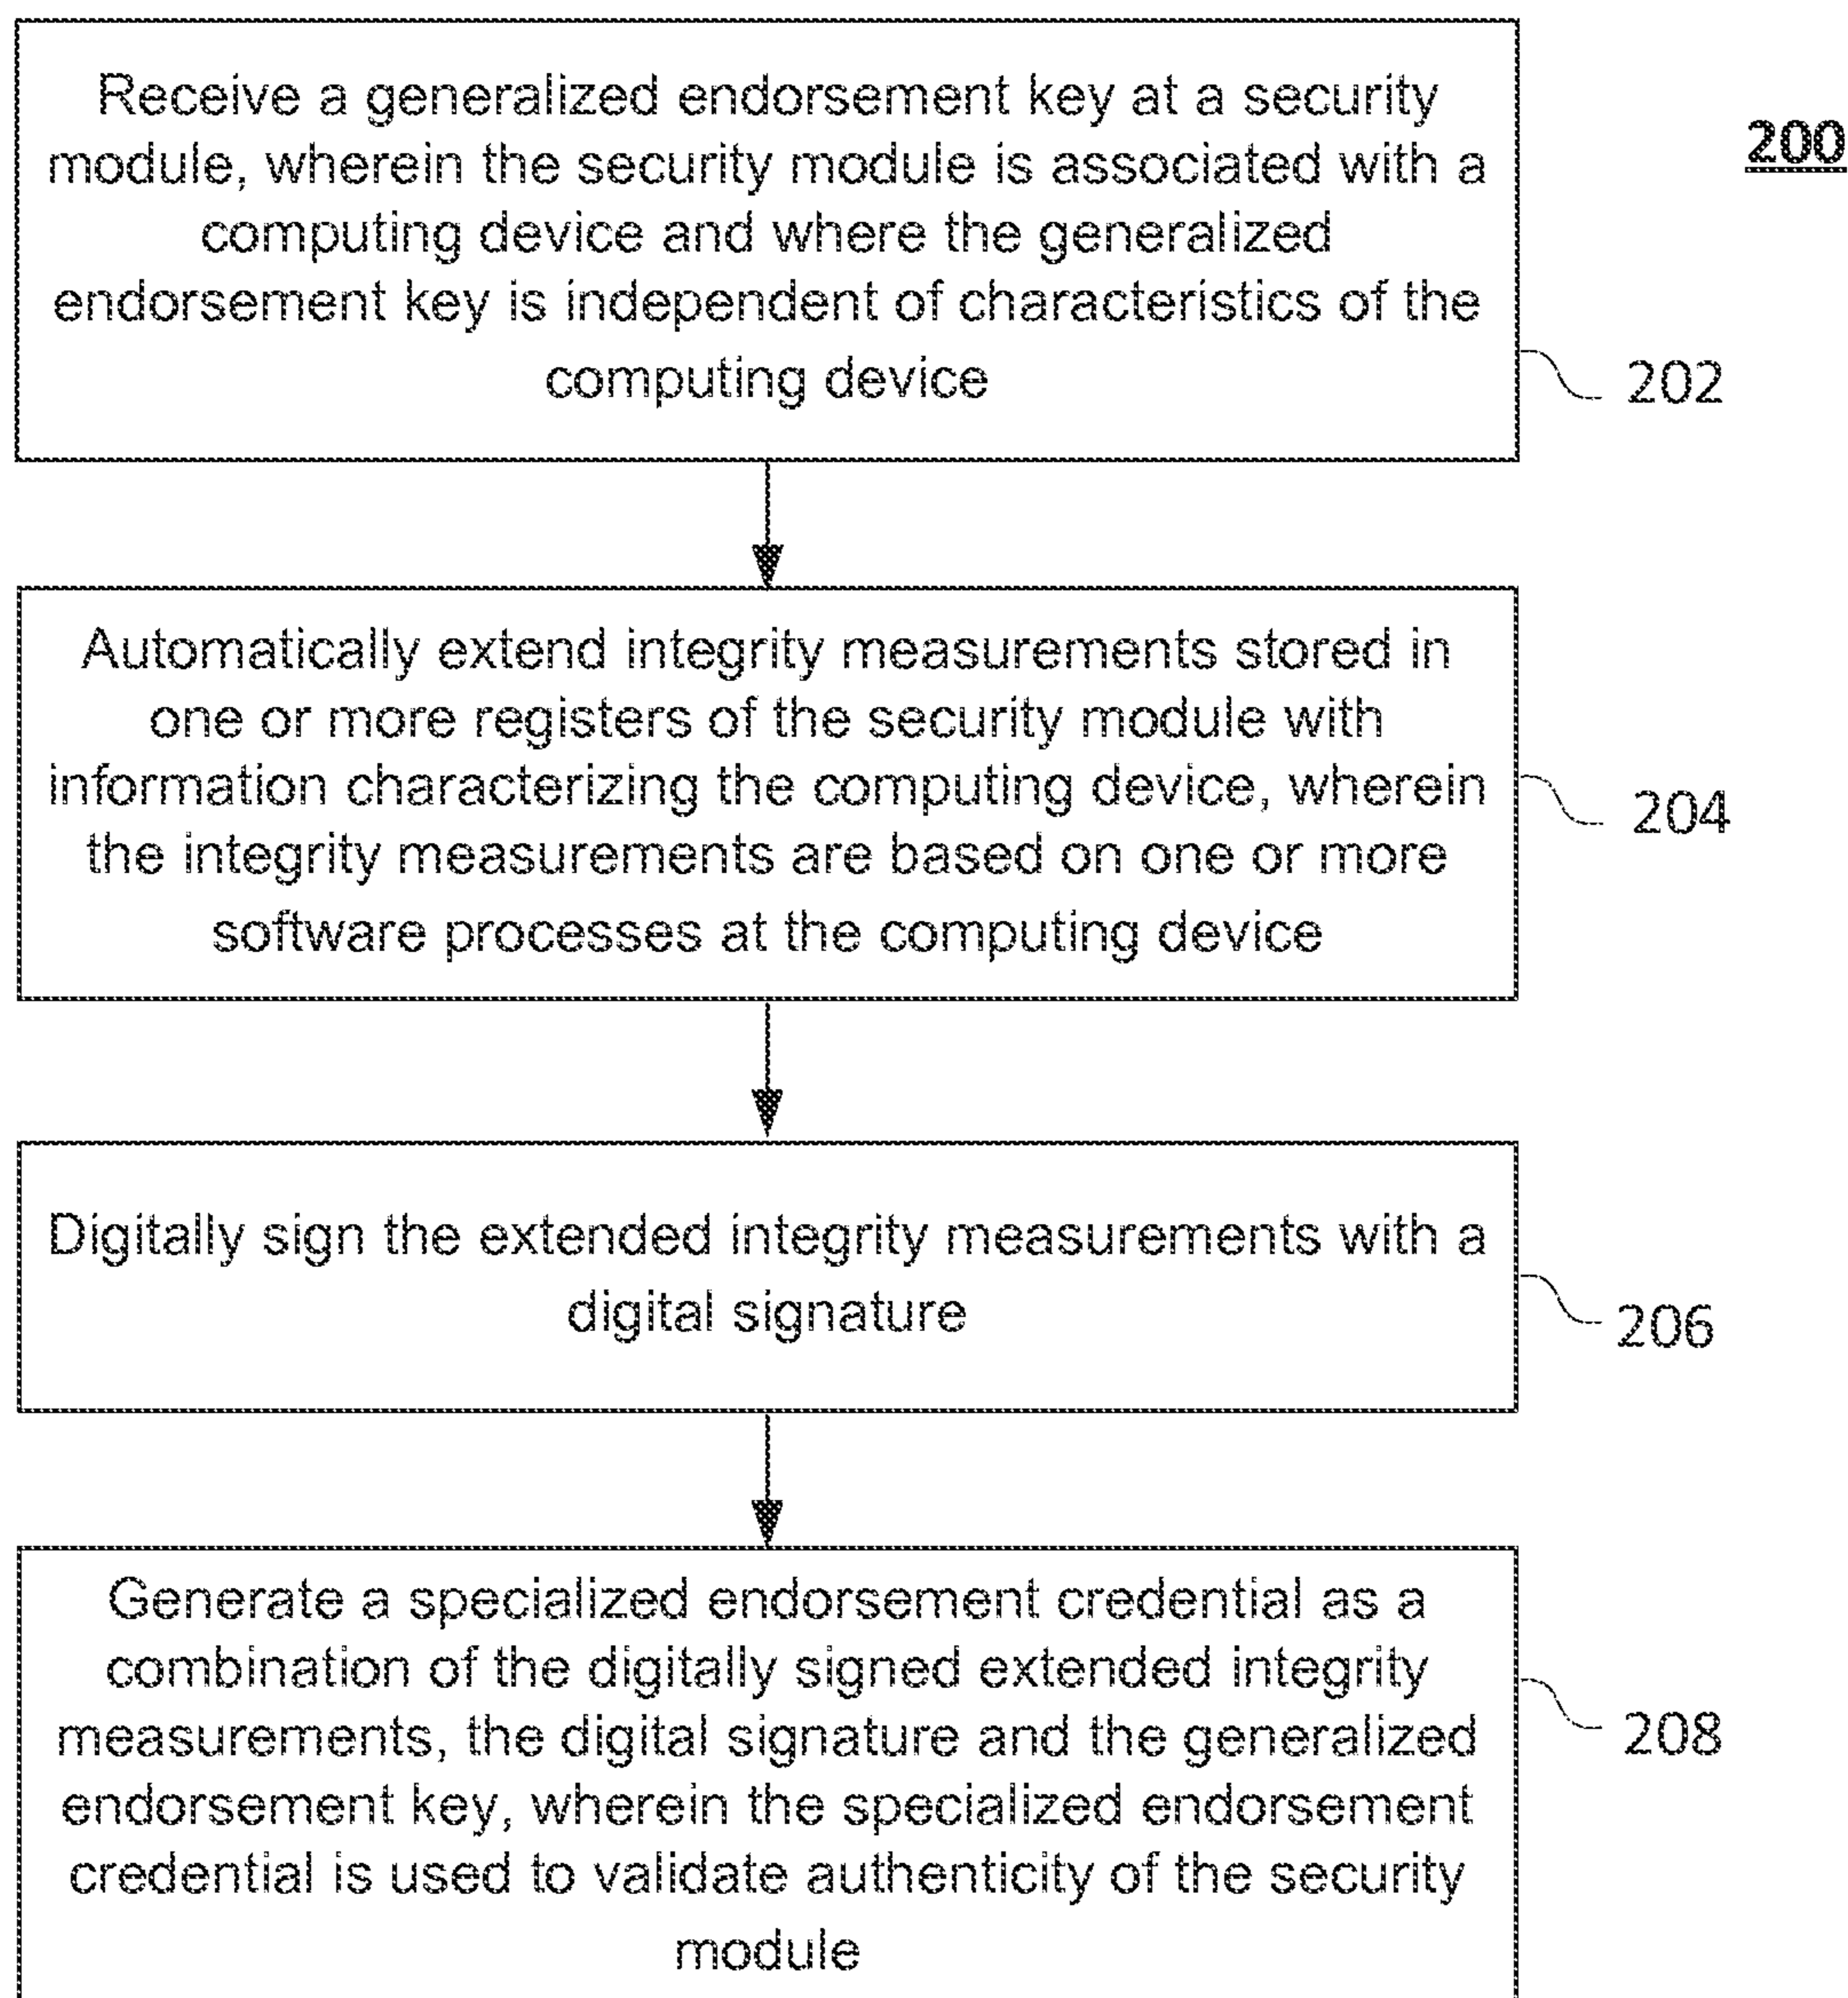 Receive a generalized endorsement key at a security
module, wherein the security module is associated with a
computing device and where the generalized
endorsement key is independent of characteristics of the
computing device
200
202
Automatically extend integrity measurements stored in
one or more registers of the security module with
information characterizing the computing device, wherein
the integrity measurements are based on one or more
software processes at the computing device
204
Digitally sign the extended integrity measurements with a
digital signature
206
Generate a specialized endorsement credential as a
combination of the digitally signed extended integrity
measurements, the digital signature and the generalized
endorsement key, wherein the specialized endorsement
credential is used to validate authenticity of the security
module
208